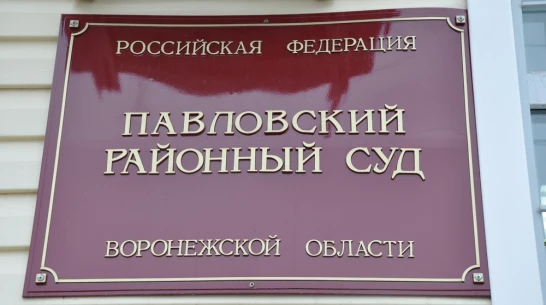 РОССИЙСКАЯ ФЕДЕРАЦИЯ
ПАВЛОВСКИЙ
РАЙОННЫЙ СУД
ВОРОНЕЖСКОЙ ОБЛАСТИ